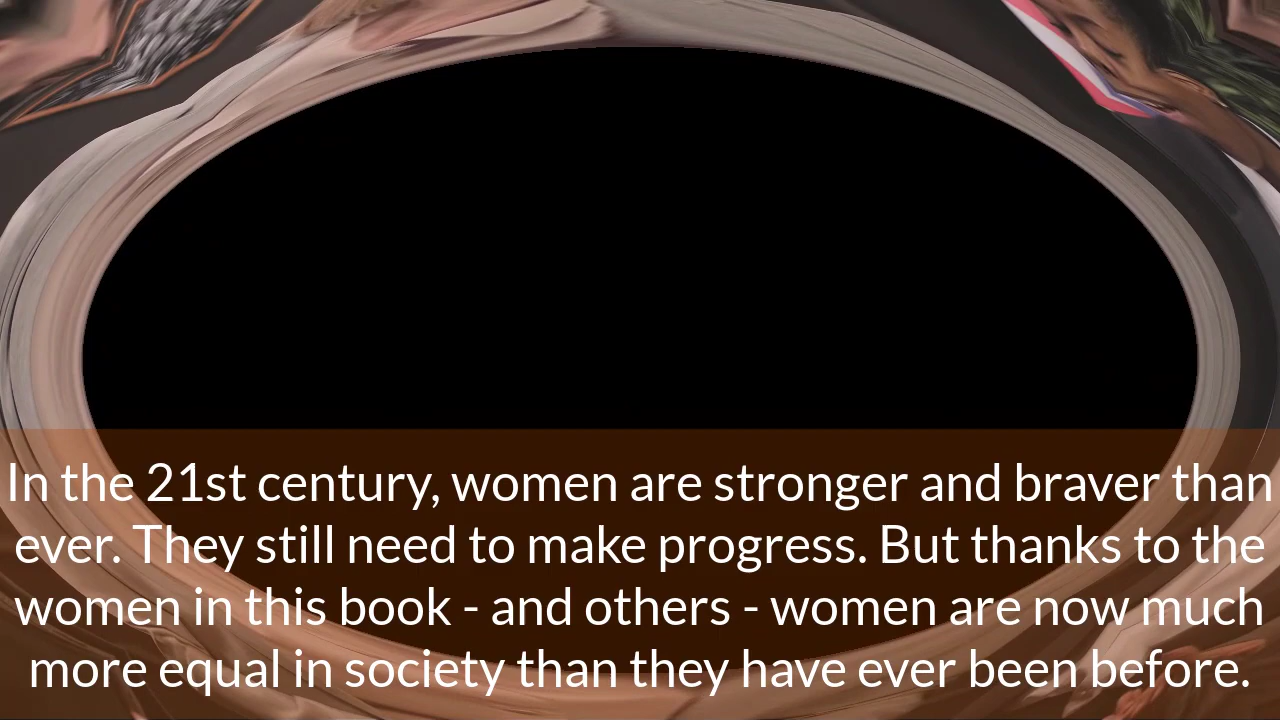 In the 21st century, women are stronger and braver than
ever. They still need to make progress. But thanks to the
women in this book - and others - women are now much
more equal in society than they have ever been before.